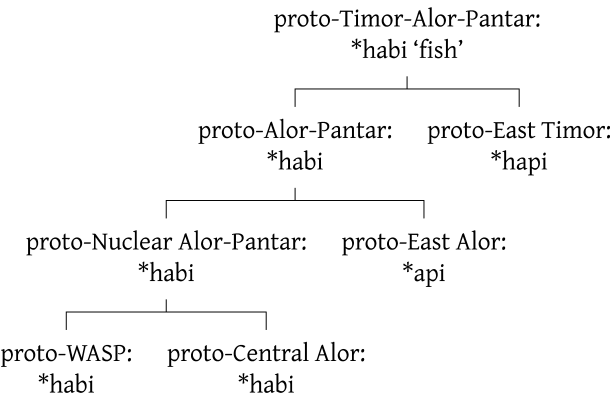 proto-Timor-Alor-Pantar:
*habi ‘fish’
proto-Alor-Pantar:
*habi
proto-East Timor:
*hapi
proto-Nuclear Alor-Pantar:
*habi
proto-East Alor:
*api
proto-WASP:
*habi
proto-Central Alor:
*habi